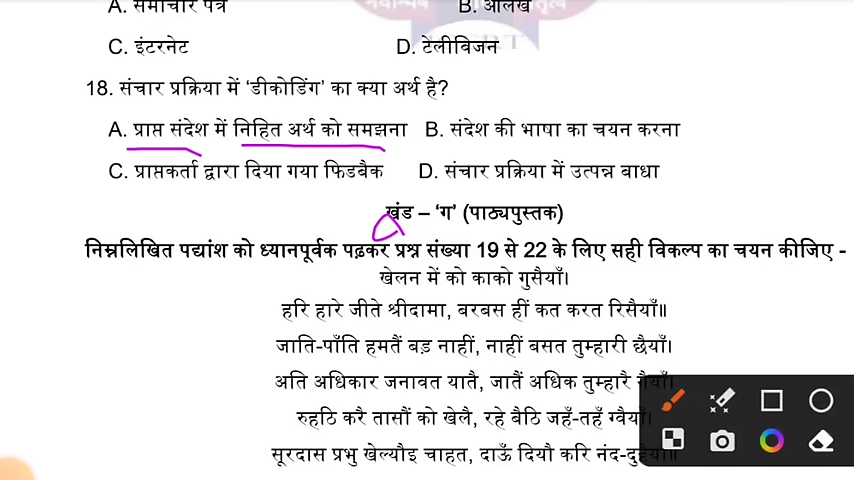 A. समाचार पत्र B. आलेख
C. इंटरनेट D. टेलीविजन
18. संचार प्रक्रिया में 'डीकोडिंग' का क्या अर्थ है?
A. प्राप्त संदेश में निहित अर्थ को समझना B. संदेश की भाषा का चयन करना
C. प्राप्तकर्ता द्वारा दिया गया फिडबैक D. संचार प्रक्रिया में उत्पन्न बाधा
खंड – 'ग' (पाठ्यपुस्तक)
निम्नलिखित पद्यांश को ध्यानपूर्वक पढ़कर प्रश्न संख्या 19 से 22 के लिए सही विकल्प का चयन कीजिए -
खेलन में को काको गुसैयाँ।
हरि हारे जीते श्रीदामा, बरबस हीं कत करत रिसैयाँ॥
जाति-पाँति हमतैं बड़ नाहीं, नाहीं बसत तुम्हारी छैयाँ।
अति अधिकार जनावत यातै, जातैं अधिक तुम्हारै गैयाँ।
रुहठि करै तासौं को खेलै, रहे बैठि जहँ-तहँ ग्वैयाँ।
सूरदास प्रभु खेल्यौइ चाहत, दाऊँ दियौ करि नंद-दुहैया॥